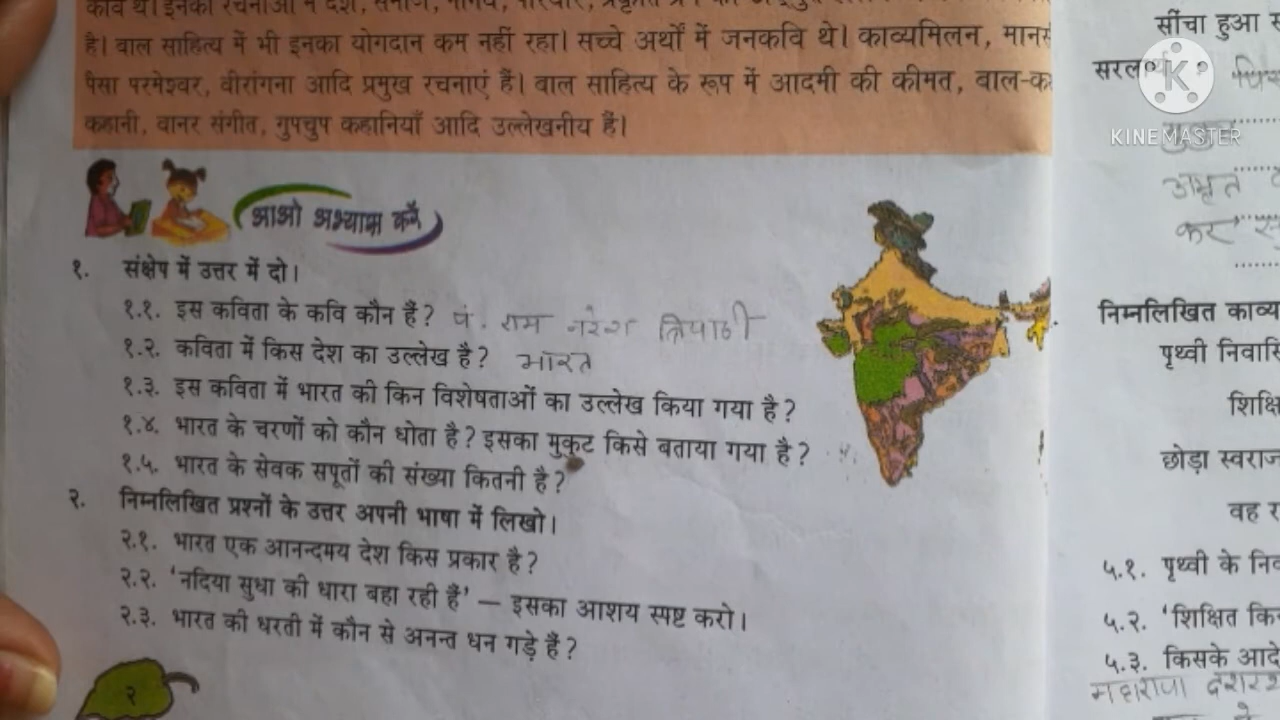 है। बाल साहित्य में भी इनका योगदान कम नहीं रहा। सच्चे अर्थों में जनकवि थे। काव्यमिलन, मानस
पैसा परमेश्वर, वीरांगना आदि प्रमुख रचनाएं हैं। बाल साहित्य के रूप में आदमी की कीमत, बाल-क
कहानी, वानर संगीत, गुपचुप कहानियाँ आदि उल्लेखनीय हैं।
आओ अभ्यास करें
१. संक्षेप में उत्तर में दो।
१.१. इस कविता के कवि कौन हैं? पं. राम नरेश त्रिपाठी
१.२. कविता में किस देश का उल्लेख है? भारत
१.३. इस कविता में भारत की किन विशेषताओं का उल्लेख किया गया है?
१.४. भारत के चरणों को कौन धोता है? इसका मुकुट किसे बताया गया है?
१.५. भारत के सेवक सपूतों की संख्या कितनी है?
२. निम्नलिखित प्रश्नों के उत्तर अपनी भाषा में लिखो।
२.१. भारत एक आनन्दमय देश किस प्रकार है?
२.२. 'नदिया सुधा की धारा बहा रही हैं' — इसका आशय स्पष्ट करो।
२.३. भारत की धरती में कौन से अनन्त धन गड़े हैं?
२
सींचा हुआ स
सरल
KINEMASTER
अमृत
कर
निम्नलिखित काव्य
पृथ्वी निवासि
शिक्षि
छोड़ा स्वराज
वह र
५.१. पृथ्वी के निव
५.२. 'शिक्षित कि
५.३. किसके आदे
महाराजा दशरथ